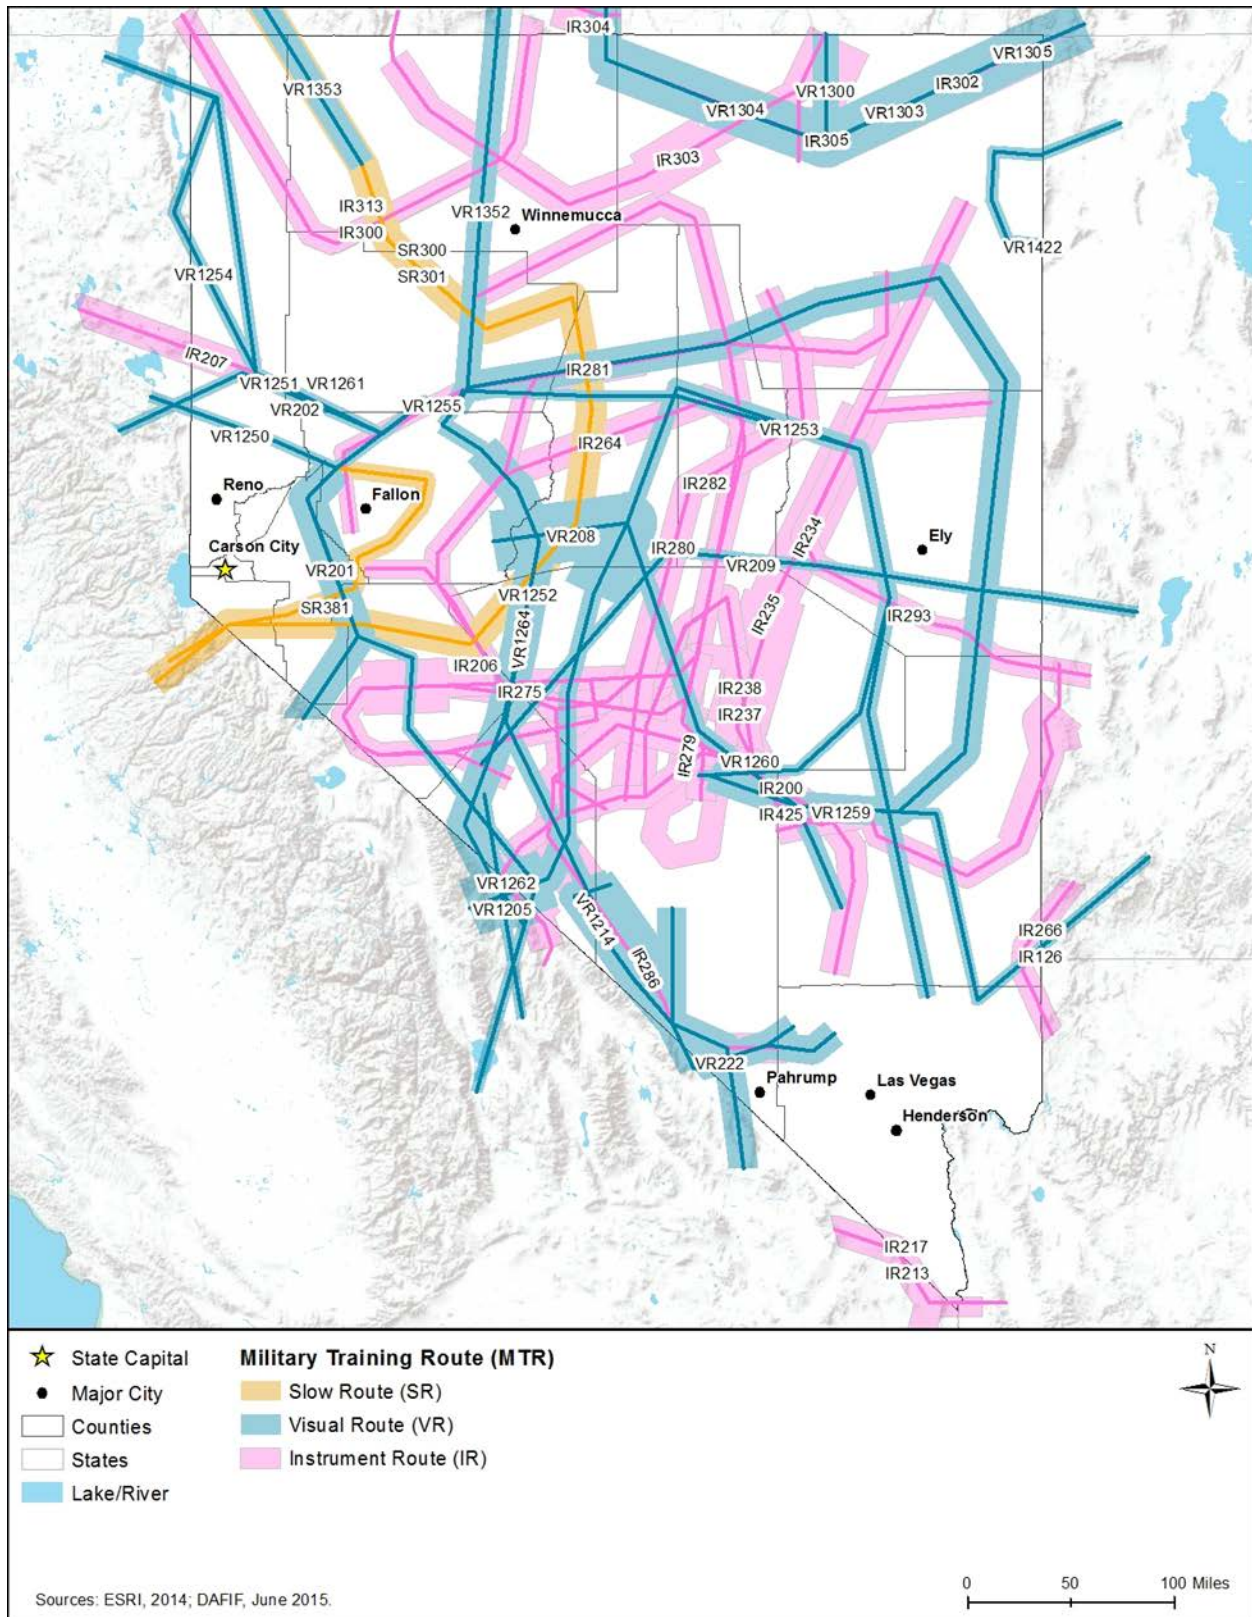 IR304
VR1305
IR302
VR1353
VR1300
VR1304
VR1303
IR305
IR303
IR313
VR1352
Winnemucca
IR300
SR300
VR1422
SR301
VR1254
IR207
IR281
VR1251
VR1261
VR202
VR1255
VR1250
VR1253
IR264
IR282
Reno
Fallon
IR234
VR208
Ely
Carson City
IR280
VR209
VR201
VR1252
SR381
IR235
IR293
VR1264
IR206
IR275
IR238
IR237
IR279
VR1260
IR200
IR425
VR1259
VR1262
VR1205
VR1214
IR266
IR286
IR126
VR222
Pahrump
Las Vegas
Henderson
IR217
IR213
State Capital
Major City
Counties
States
Lake/River
Military Training Route (MTR)
Slow Route (SR)
Visual Route (VR)
Instrument Route (IR)
N
0 50 100 Miles
Sources: ESRI, 2014; DAFIF, June 2015.